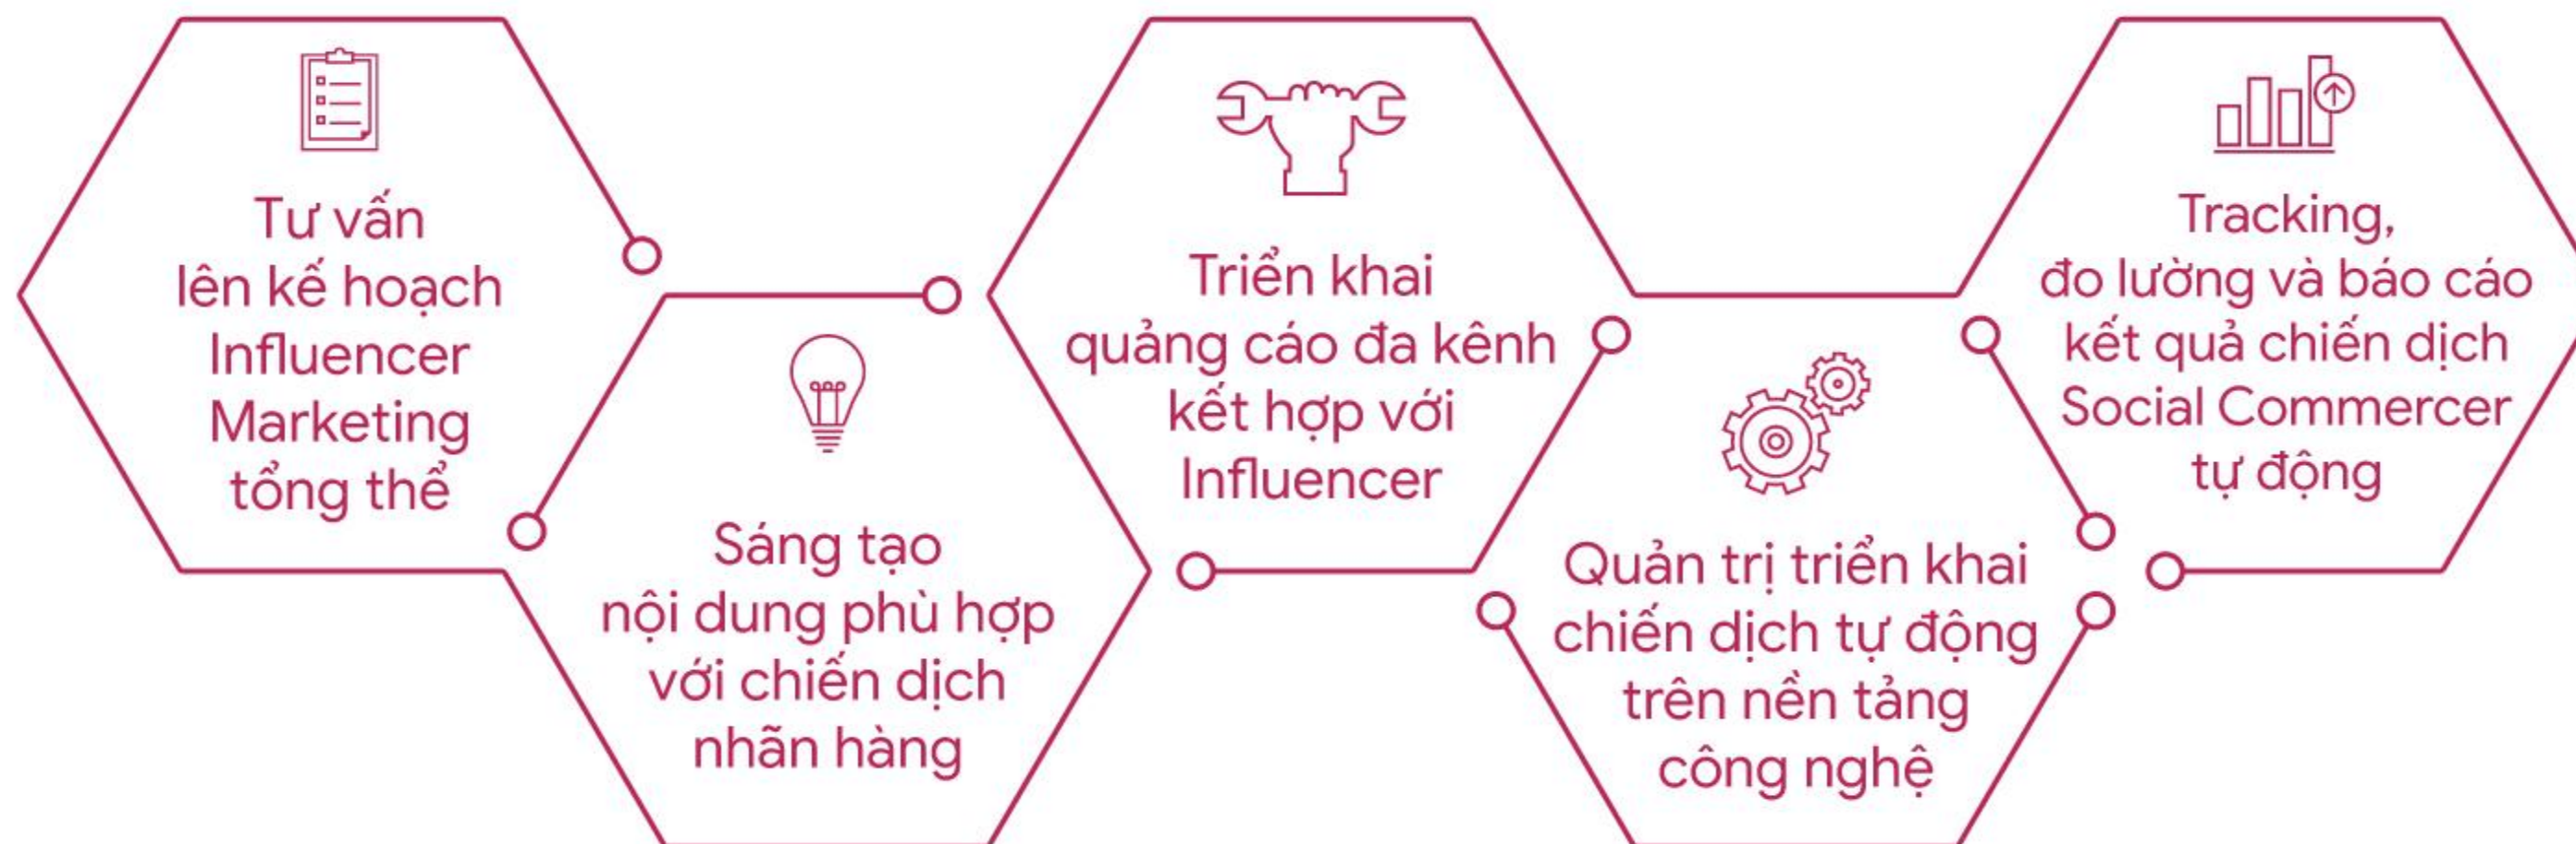 Tư vấn
lên kế hoạch
Influencer
Marketing
tổng thể
Sáng tạo
nội dung phù hợp
với chiến dịch
nhãn hàng
Triển khai
quảng cáo đa kênh
kết hợp với
Influencer
Quản trị triển khai
chiến dịch tự động
trên nền tảng
công nghệ
Tracking,
đo lường và báo cáo
kết quả chiến dịch
Social Commercer
tự động